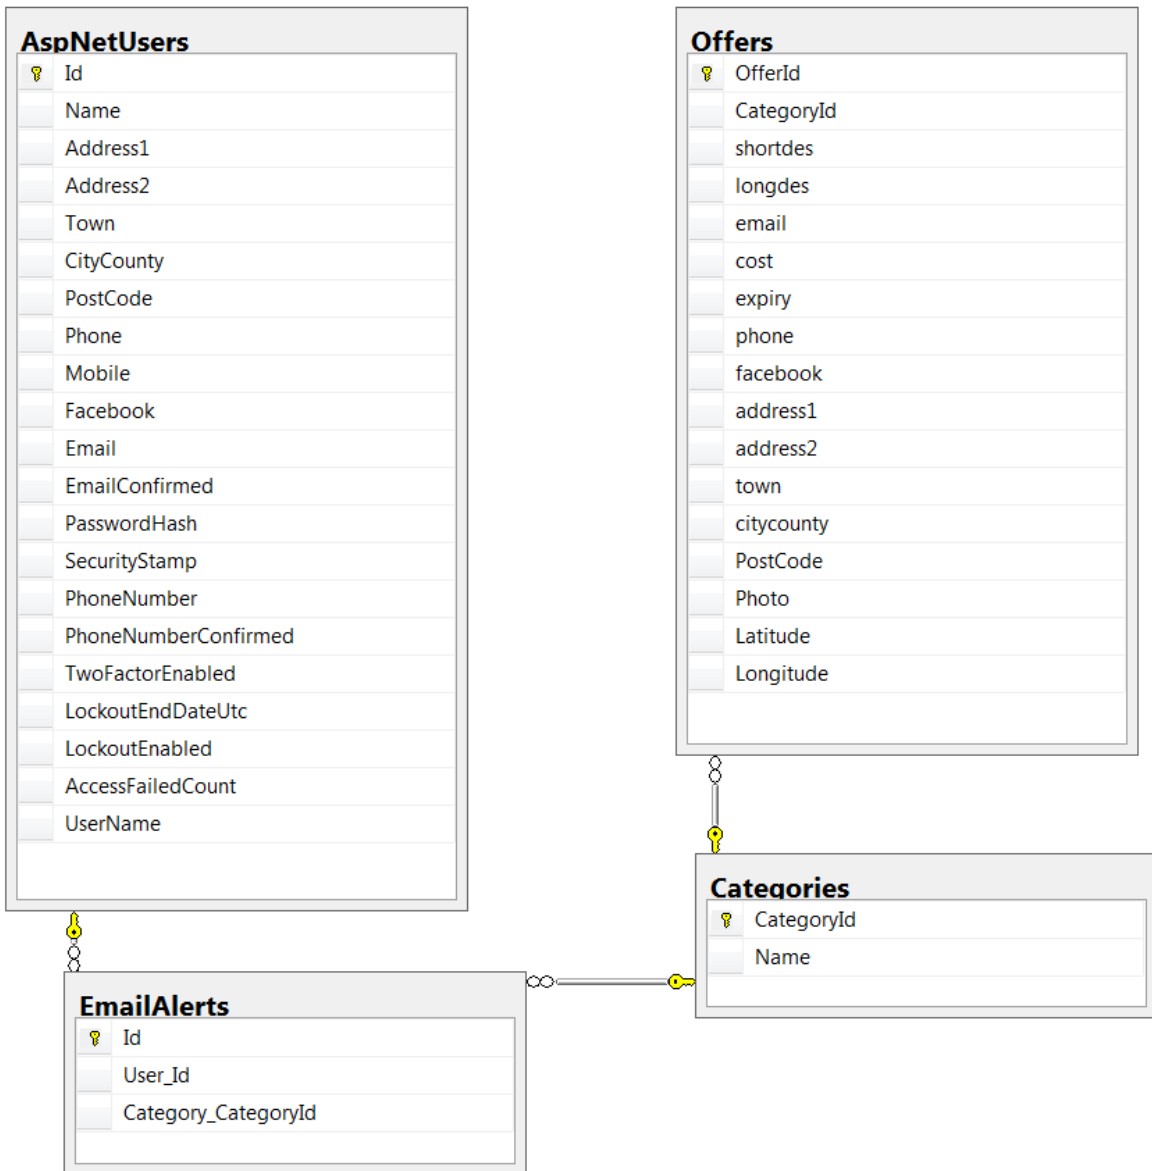 AspNetUsers
Id
Name
Address1
Address2
Town
CityCounty
PostCode
Phone
Mobile
Facebook
Email
EmailConfirmed
PasswordHash
SecurityStamp
PhoneNumber
PhoneNumberConfirmed
TwoFactorEnabled
LockoutEndDateUtc
LockoutEnabled
AccessFailedCount
UserName
Offers
OfferId
CategoryId
shortdes
longdes
email
cost
expiry
phone
facebook
address1
address2
town
citycounty
PostCode
Photo
Latitude
Longitude
Categories
CategoryId
Name
EmailAlerts
Id
User_Id
Category_CategoryId